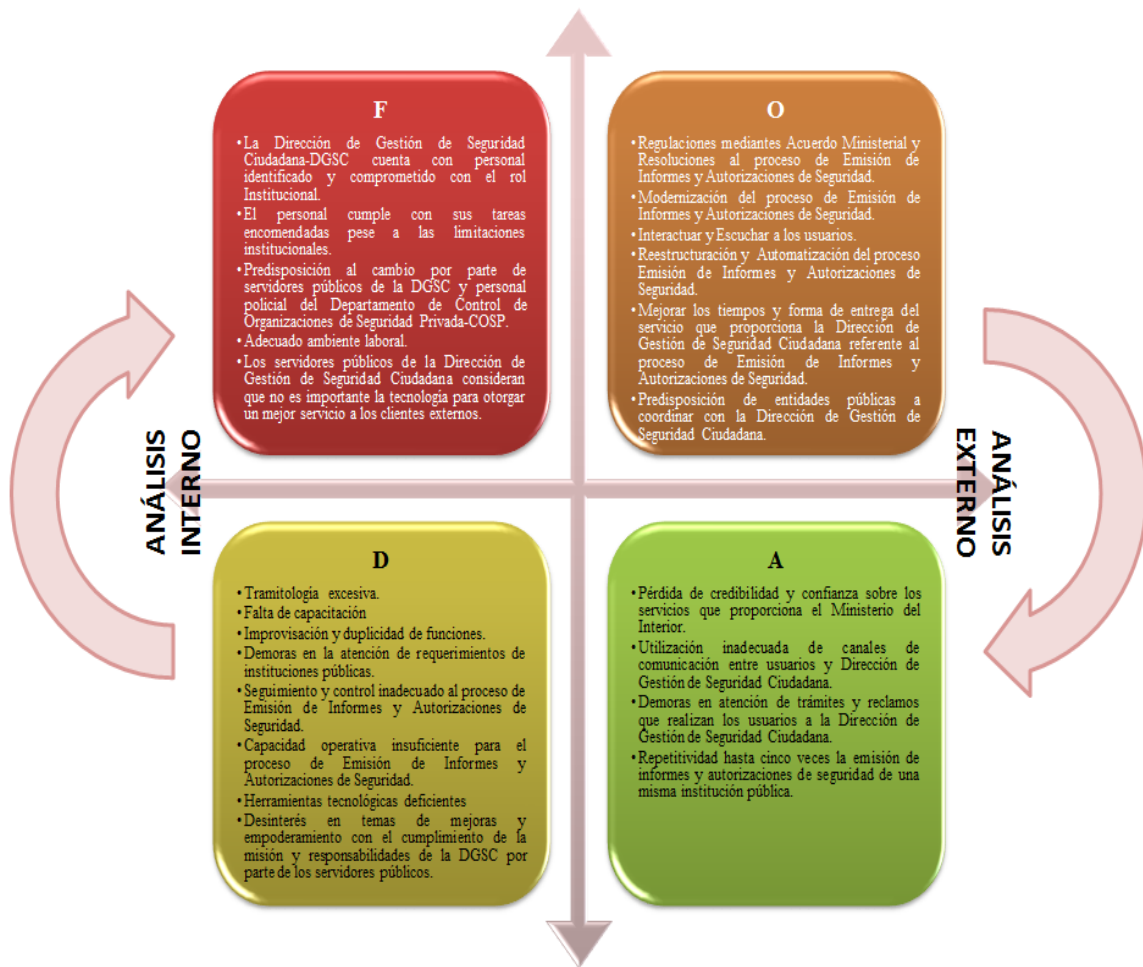 F
•La Dirección de Gestión de Seguridad
Ciudadana-DGSC cuenta con personal
identificado y comprometido con el rol
Institucional.
•El personal cumple con sus tareas
encomendadas pese a las limitaciones
institucionales.
•Predisposición al cambio por parte de
servidores públicos de la DGSC y personal
policial del Departamento de Control de
Organizaciones de Seguridad Privada-COSP.
•Adecuado ambiente laboral.
•Los servidores públicos de la Dirección de
Gestión de Seguridad Ciudadana consideran
que no es importante la tecnología para otorgar
un mejor servicio a los clientes externos.
O
•Regulaciones mediantes Acuerdo Ministerial y
Resoluciones al proceso de Emisión de
Informes y Autorizaciones de Seguridad.
•Modernización del proceso de Emisión de
Informes y Autorizaciones de Seguridad.
•Interactuar y Escuchar a los usuarios.
•Reestructuración y Automatización del proceso
Emisión de Informes y Autorizaciones de
Seguridad.
•Mejorar los tiempos y forma de entrega del
servicio que proporciona la Dirección de
Gestión de Seguridad Ciudadana referente al
proceso de Emisión de Informes y
Autorizaciones de Seguridad.
•Predisposición de entidades públicas a
coordinar con la Dirección de Gestión de
Seguridad Ciudadana.
ANÁLISIS
INTERNO
ANÁLISIS
EXTERNO
D
•Tramitología excesiva.
•Falta de capacitación
•Improvisación y duplicidad de funciones.
•Demoras en la atención de requerimientos de
instituciones públicas.
•Seguimiento y control inadecuado al proceso de
Emisión de Informes y Autorizaciones de
Seguridad.
•Capacidad operativa insuficiente para el
proceso de Emisión de Informes y
Autorizaciones de Seguridad.
•Herramientas tecnológicas deficientes
•Desinterés en temas de mejoras y
empoderamiento con el cumplimiento de la
misión y responsabilidades de la DGSC por
parte de los servidores públicos.
A
•Pérdida de credibilidad y confianza sobre los
servicios que proporciona el Ministerio del
Interior.
•Utilización inadecuada de canales de
comunicación entre usuarios y Dirección de
Gestión de Seguridad Ciudadana.
•Demoras en atención de trámites y reclamos
que realizan los usuarios a la Dirección de
Gestión de Seguridad Ciudadana.
•Repetitividad hasta cinco veces la emisión de
informes y autorizaciones de seguridad de una
misma institución pública.